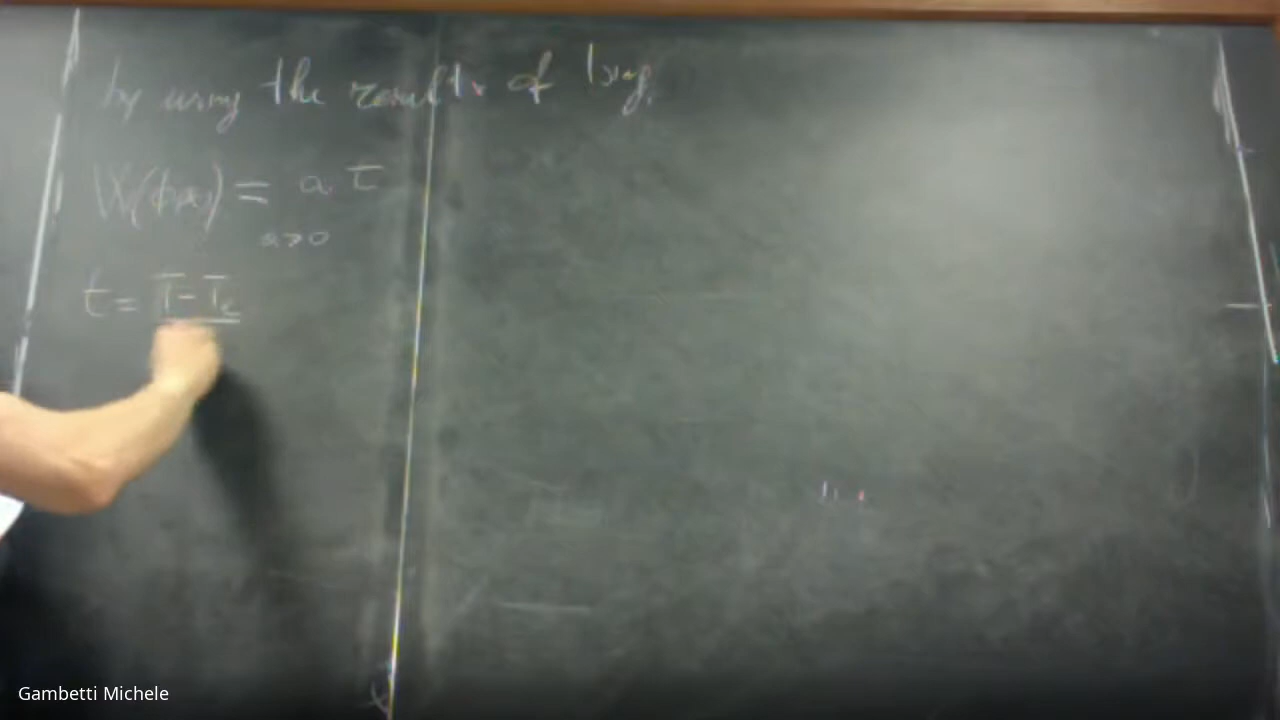 by using the results of Ising.
W(ϕ(x)) = a t
a>0
t = T - Tc
Gambetti Michele